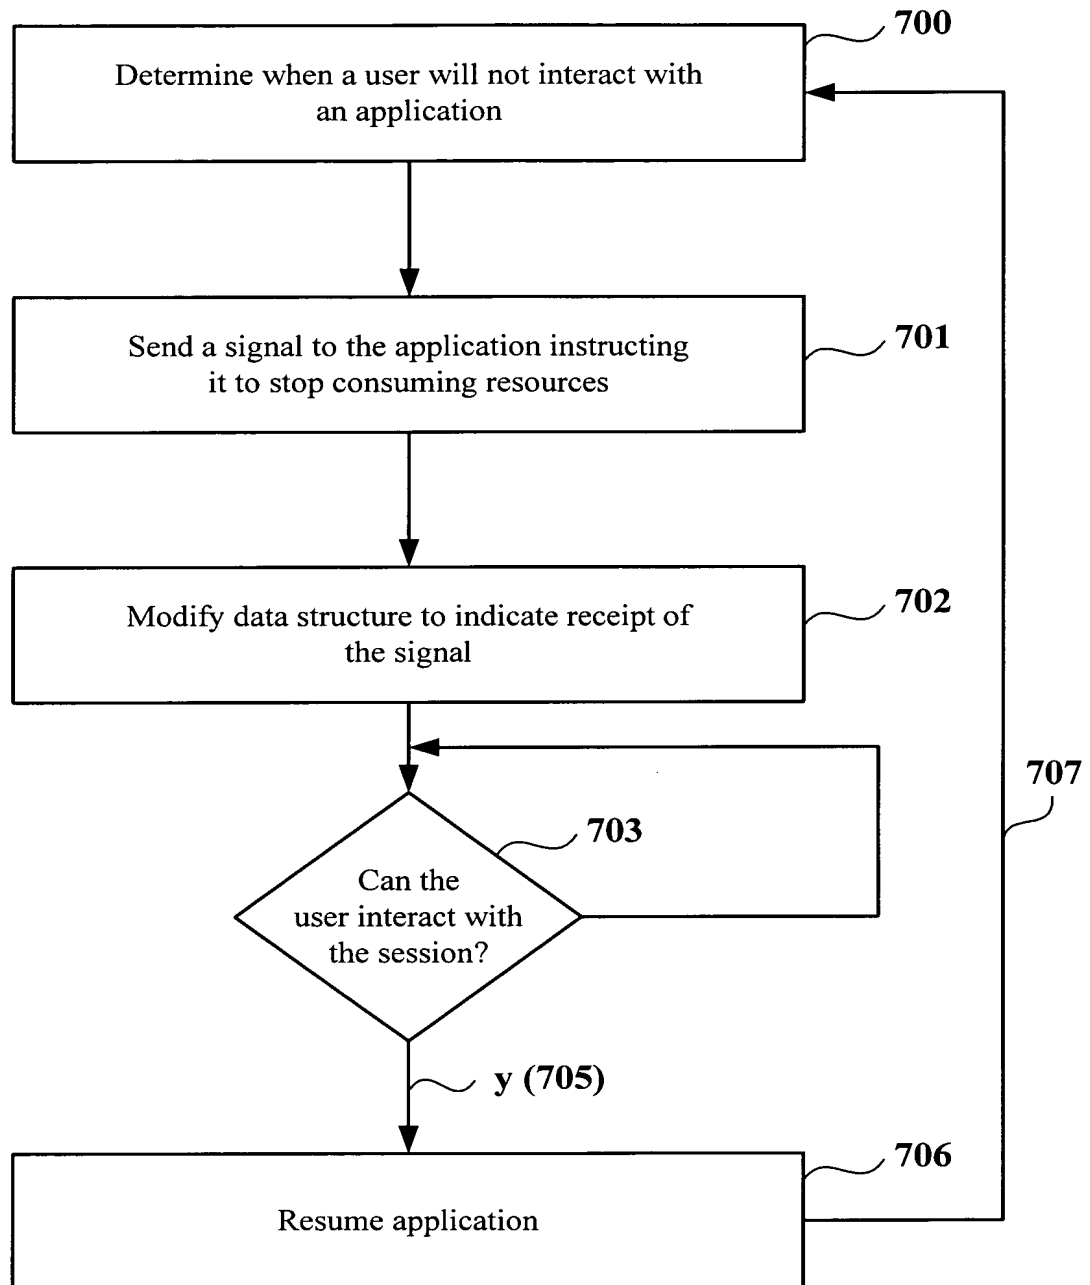 700
Determine when a user will not interact with
an application
701
Send a signal to the application instructing
it to stop consuming resources
702
Modify data structure to indicate receipt of
the signal
707
703
Can the
user interact with
the session?
y (705)
706
Resume application